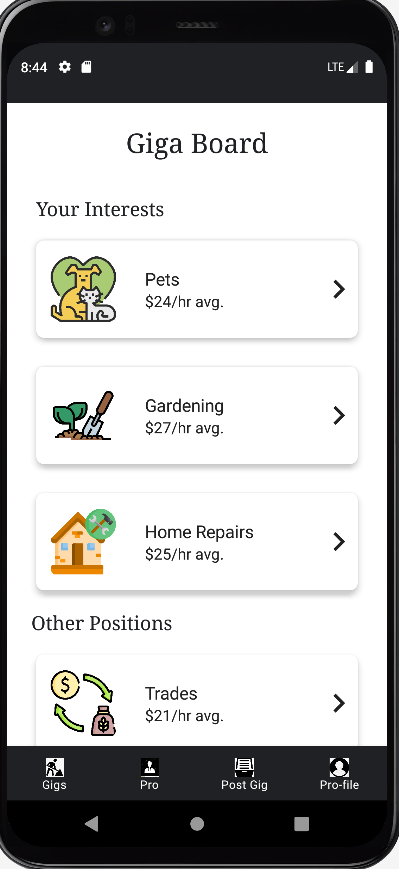 8:44 LTE
Giga Board
Your Interests
Pets
$24/hr avg.
Gardening
$27/hr avg.
Home Repairs
$25/hr avg.
Other Positions
$
Trades
$21/hr avg.
Gigs Pro Post Gig Pro-file